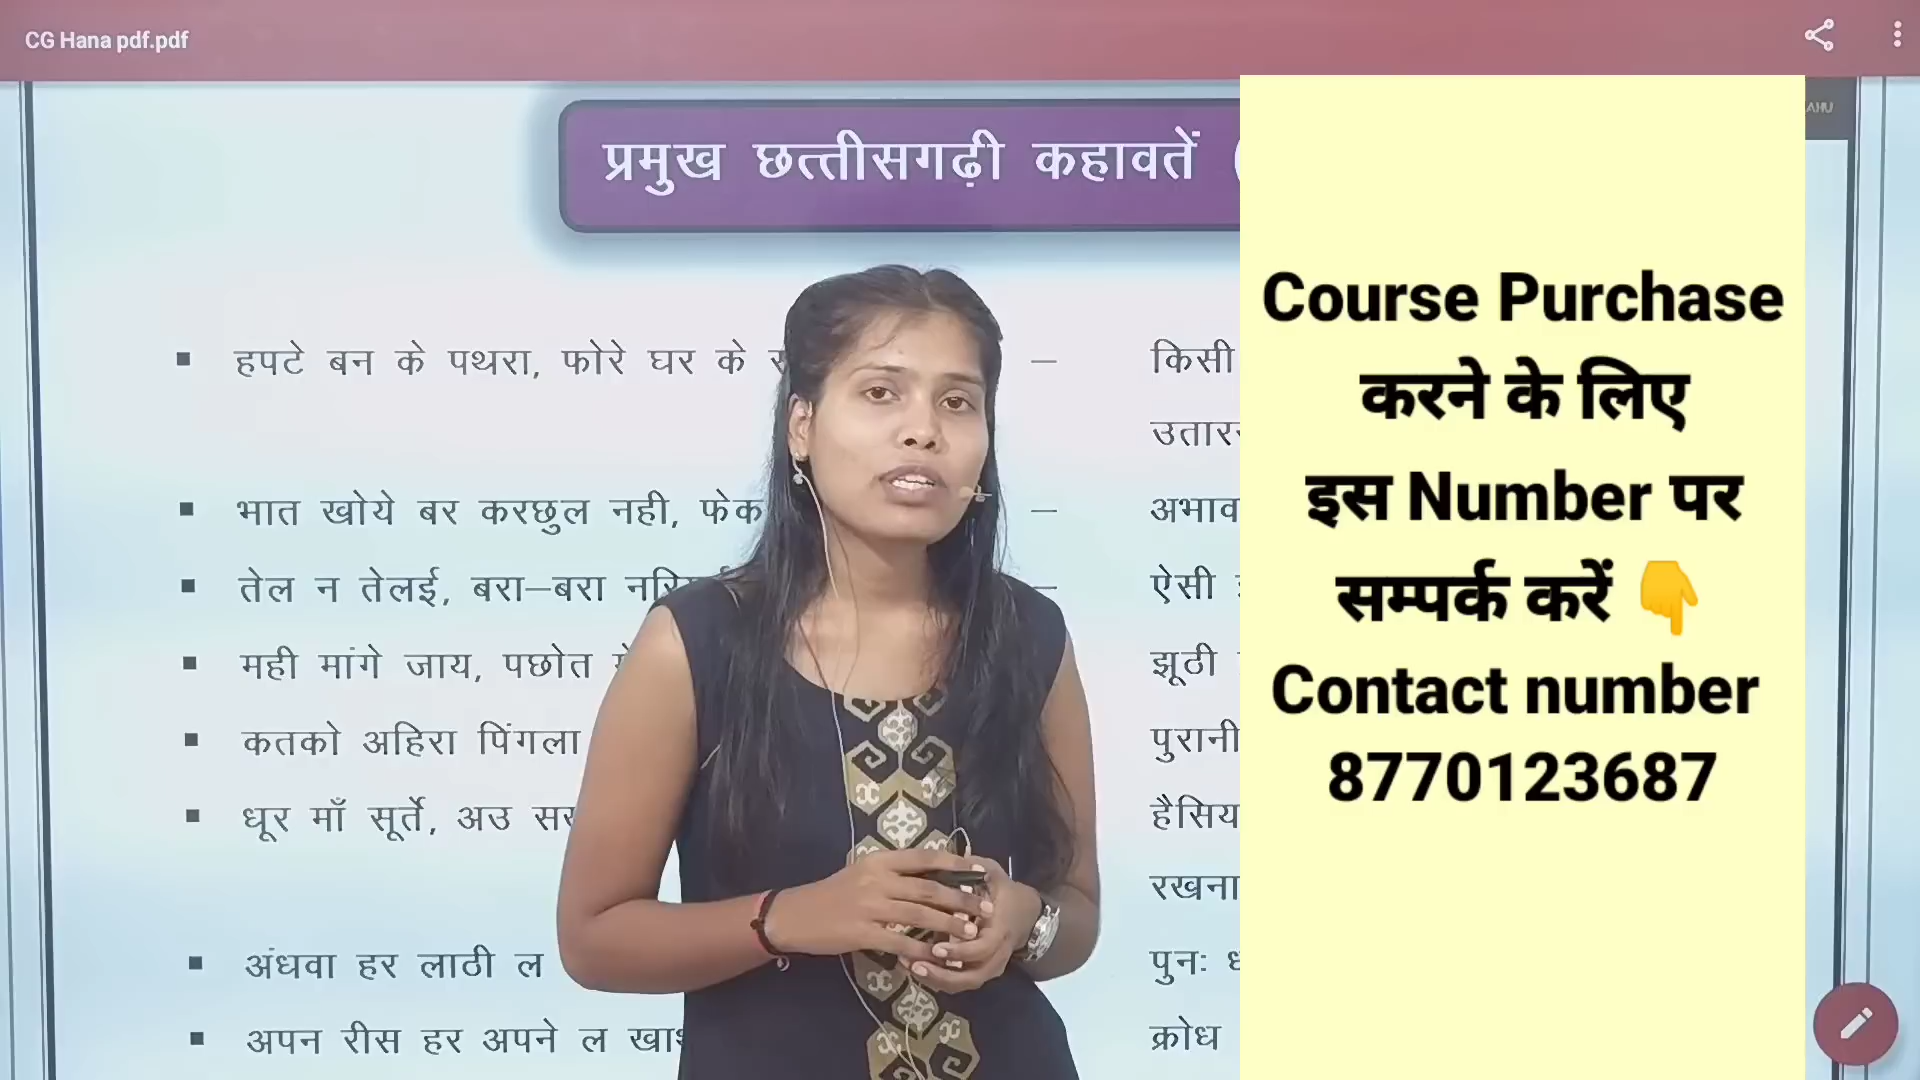 CG Hana pdf.pdf
AHU
प्रमुख छत्तीसगढ़ी कहावतें (
हपटे बन के पथरा, फोरे घर के – किसी
उतार
भात खोये बर करछुल नही, फेक – अभाव
तेल न तेलई, बरा–बरा – ऐसी
मही मांगे जाय, पछोत झूठी
कतको अहिरा पिंगला पुरानी
धूर माँ सूर्ते, अउ हैसिय
रखना
अंधवा हर लाठी ल पुनः
अपन रीस हर अपने ल क्रोध
Course Purchase
करने के लिए
इस Number पर
सम्पर्क करें 👇
Contact number
8770123687